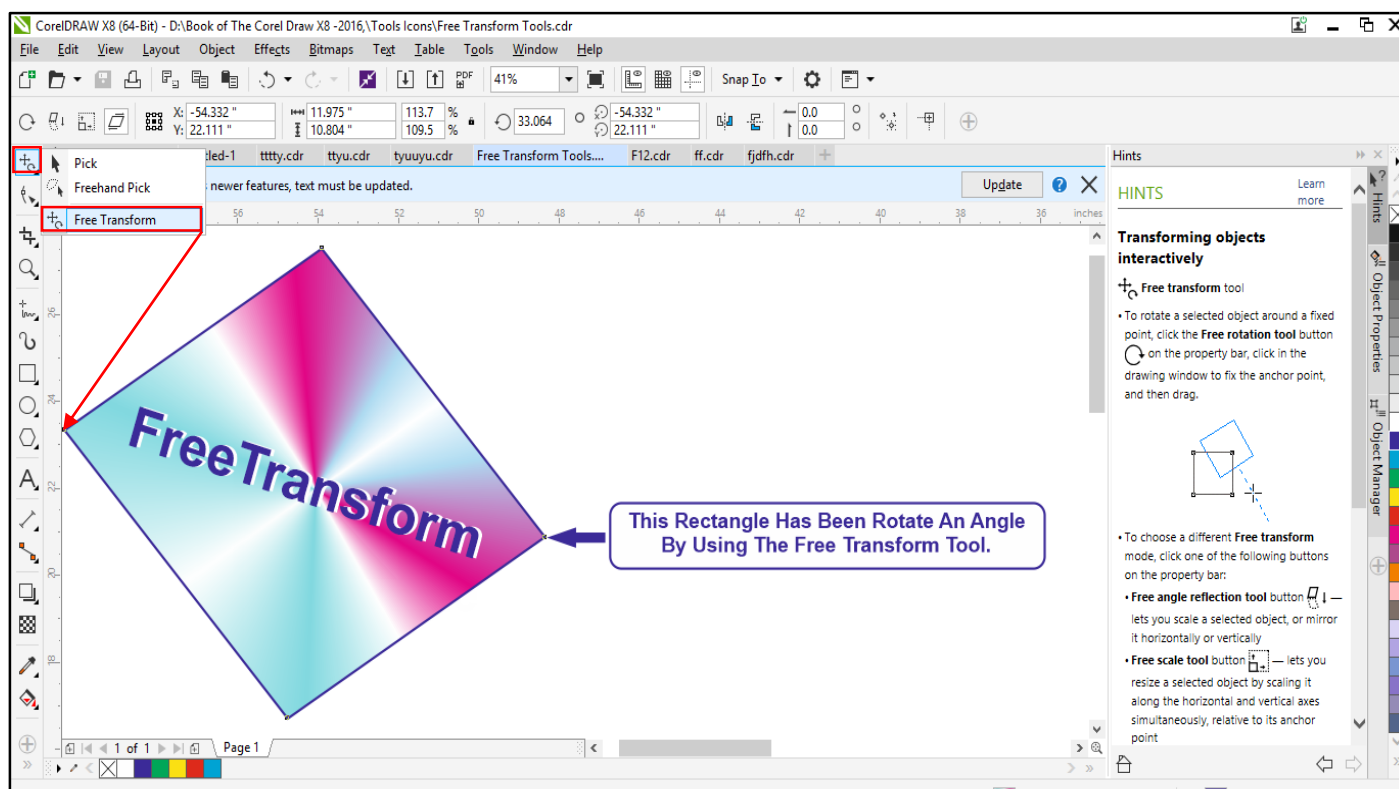 CorelDRAW X8 (64-Bit) - D:\Book of The Corel Draw X8 -2016,\Tools Icons\Free Transform Tools.cdr
File Edit View Layout Object Effects Bitmaps Text Table Tools Window Help
PDF 41% Snap To
X: -54.332 " 11.975 " 113.7 % 33.064 -54.332 " 0.0
Y: 22.111 " 10.804 " 109.5 % 22.111 " 0.0
tled-1 tttty.cdr ttyu.cdr tyuuyu.cdr Free Transform Tools.... F12.cdr ff.cdr fjdfh.cdr
Pick
Freehand Pick
Free Transform
newer features, text must be updated.
Update
56 54 52 50 48 46 44 42 40 38 36 inches
26
24
22
20
18
FreeTransform
This Rectangle Has Been Rotate An Angle
By Using The Free Transform Tool.
1 of 1 Page 1
Hints
HINTS
Learn
more
Transforming objects
interactively
Free transform tool
• To rotate a selected object around a fixed
point, click the Free rotation tool button
on the property bar, click in the
drawing window to fix the anchor point,
and then drag.
• To choose a different Free transform
mode, click one of the following buttons
on the property bar:
• Free angle reflection tool button —
lets you scale a selected object, or mirror
it horizontally or vertically
• Free scale tool button — lets you
resize a selected object by scaling it
along the horizontal and vertical axes
simultaneously, relative to its anchor
point
Hints
Object Properties
Object Manager